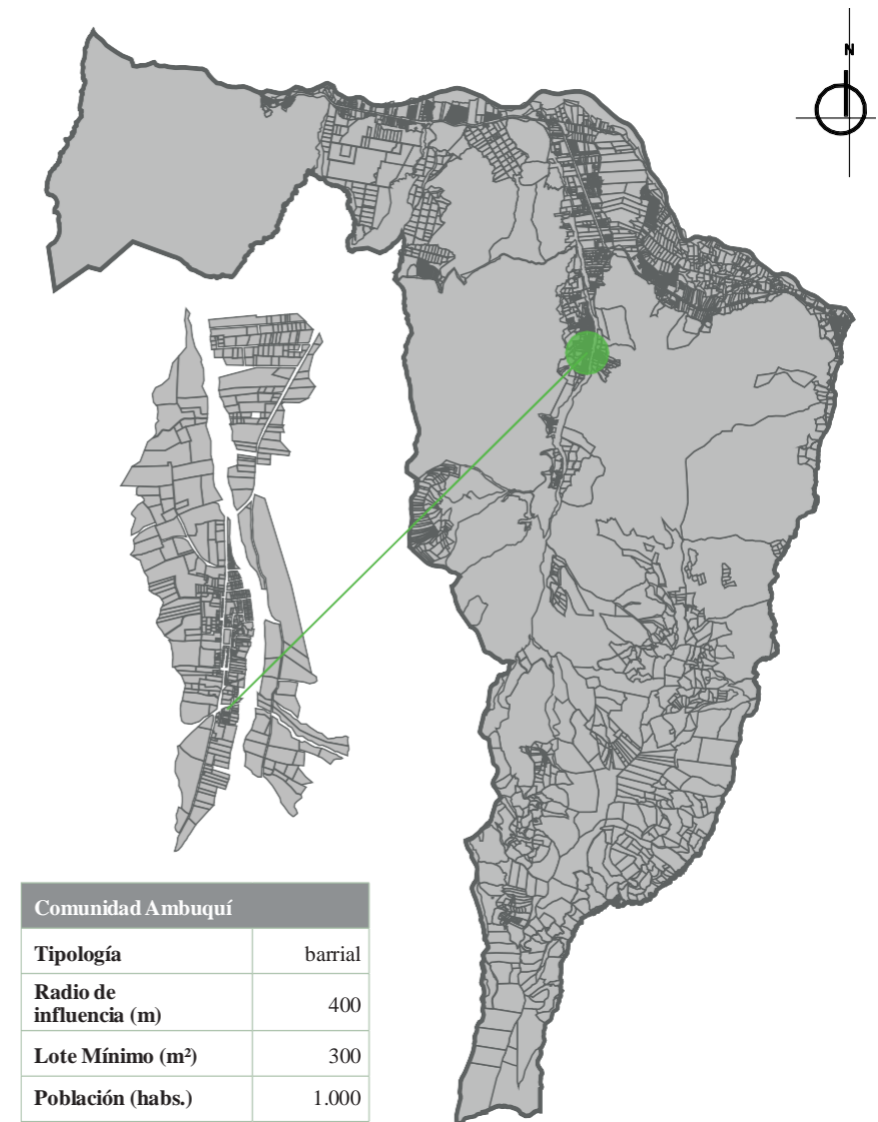 N
Comunidad Ambuquí
Tipología barrial
Radio de
influencia (m) 400
Lote Mínimo (m²) 300
Población (habs.) 1.000